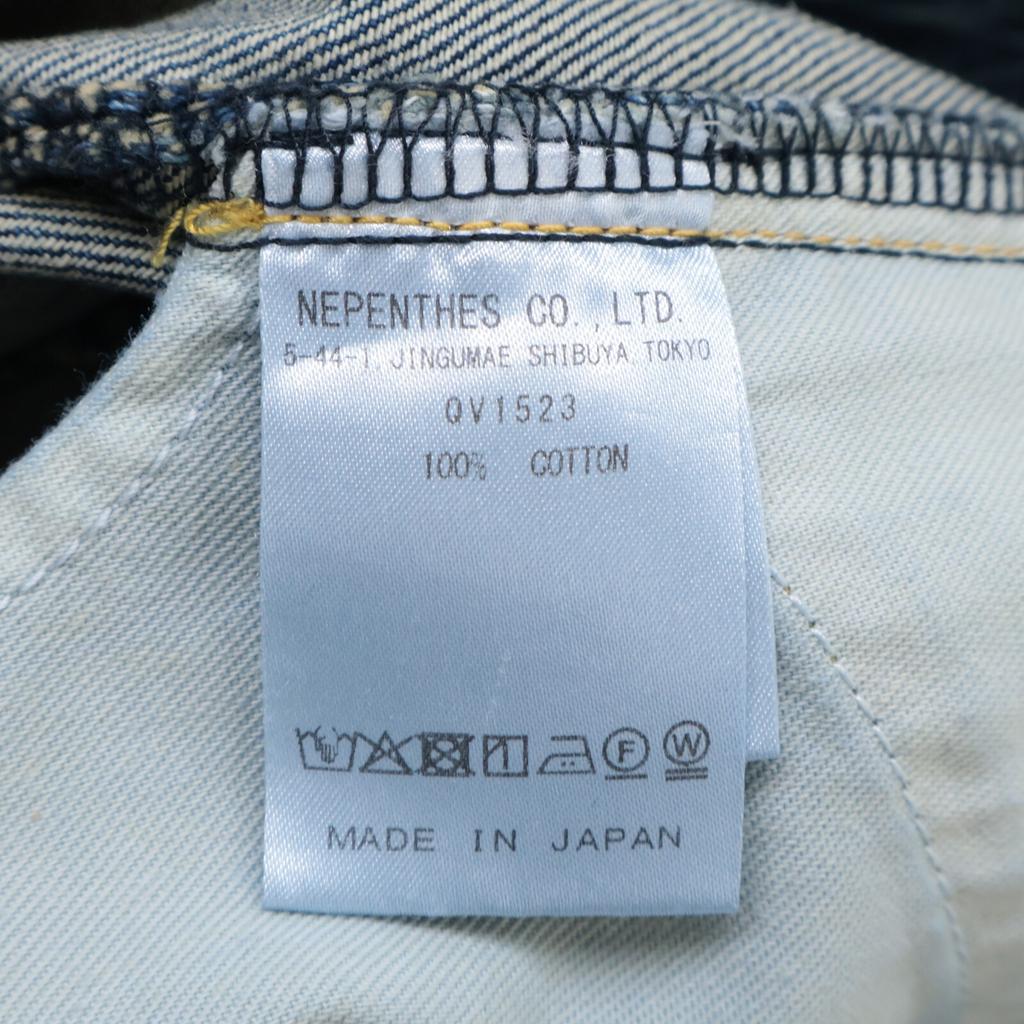 NEPENTHES CO., LTD.
5-44-1, JINGUMAE SHIBUYA TOKYO
QV1523
100% COTTON
F W
MADE IN JAPAN